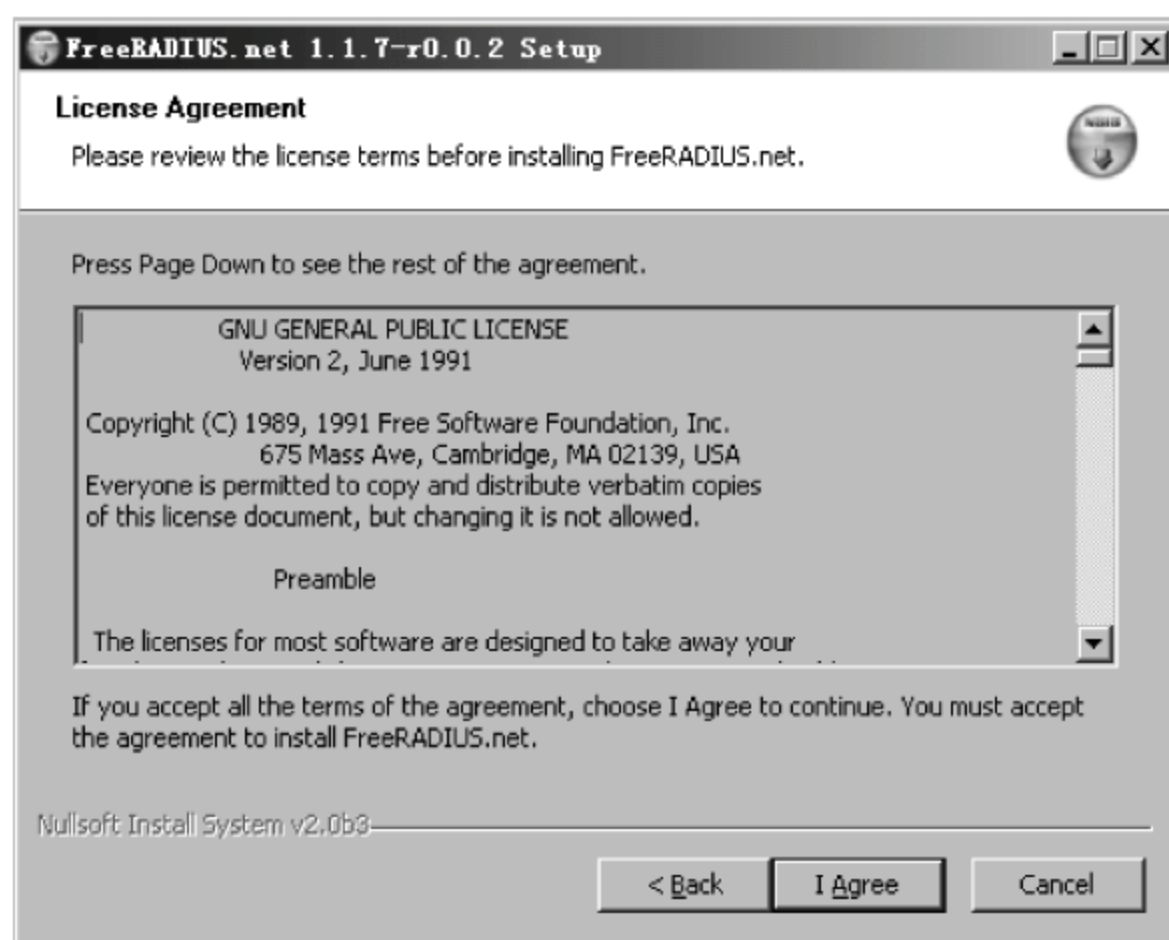 FreeRADIUS.net 1.1.7-r0.0.2 Setup
License Agreement
Please review the license terms before installing FreeRADIUS.net.
Press Page Down to see the rest of the agreement.
GNU GENERAL PUBLIC LICENSE
Version 2, June 1991
Copyright (C) 1989, 1991 Free Software Foundation, Inc.
675 Mass Ave, Cambridge, MA 02139, USA
Everyone is permitted to copy and distribute verbatim copies
of this license document, but changing it is not allowed.
Preamble
The licenses for most software are designed to take away your
If you accept all the terms of the agreement, choose I Agree to continue. You must accept
the agreement to install FreeRADIUS.net.
Nullsoft Install System v2.0b3
< Back I Agree Cancel